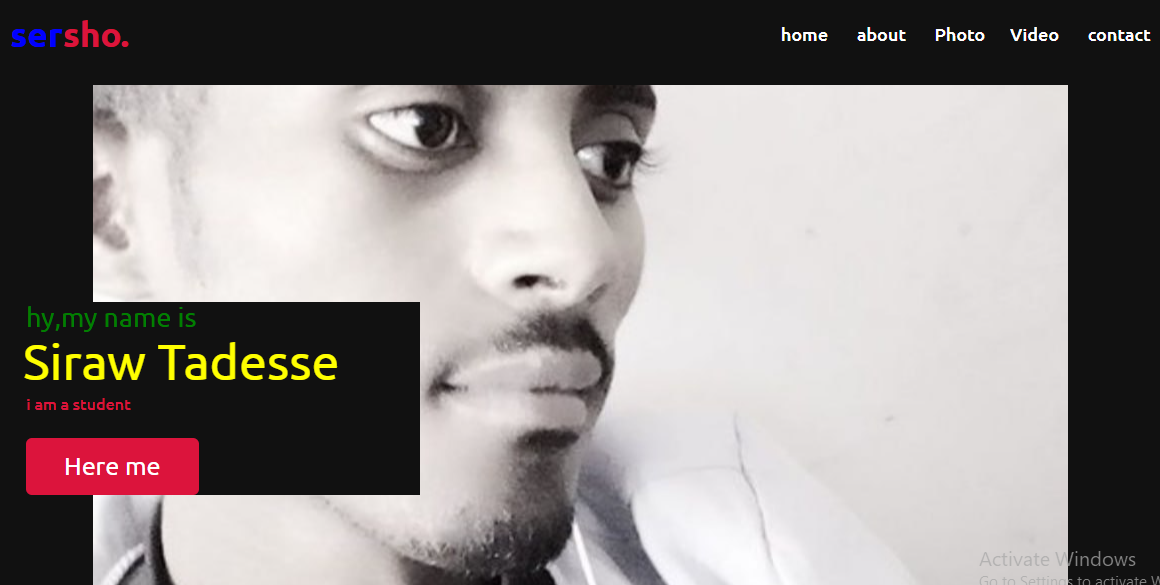 sersho.
home about Photo Video contact
hy,my name is
Siraw Tadesse
i am a student
Here me
Activate Windows
Go to Settings to activate W